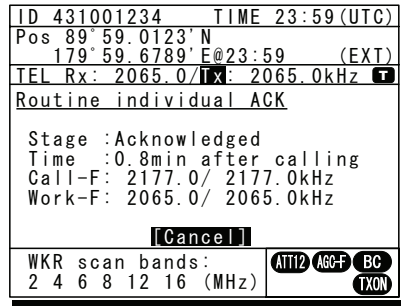 ID 431001234 TIME 23:59(UTC)
Pos 89°59.0123'N
179°59.6789'E@23:59 (EXT)
TEL Rx: 2065.0/Tx: 2065.0kHz T
Routine individual ACK
Stage :Acknowledged
Time :0.8min after calling
Call-F: 2177.0/ 2177.0kHz
Work-F: 2065.0/ 2065.0kHz
[Cancel]
WKR scan bands:
2 4 6 8 12 16 (MHz)
ATT12 AGC-F BC
TXON